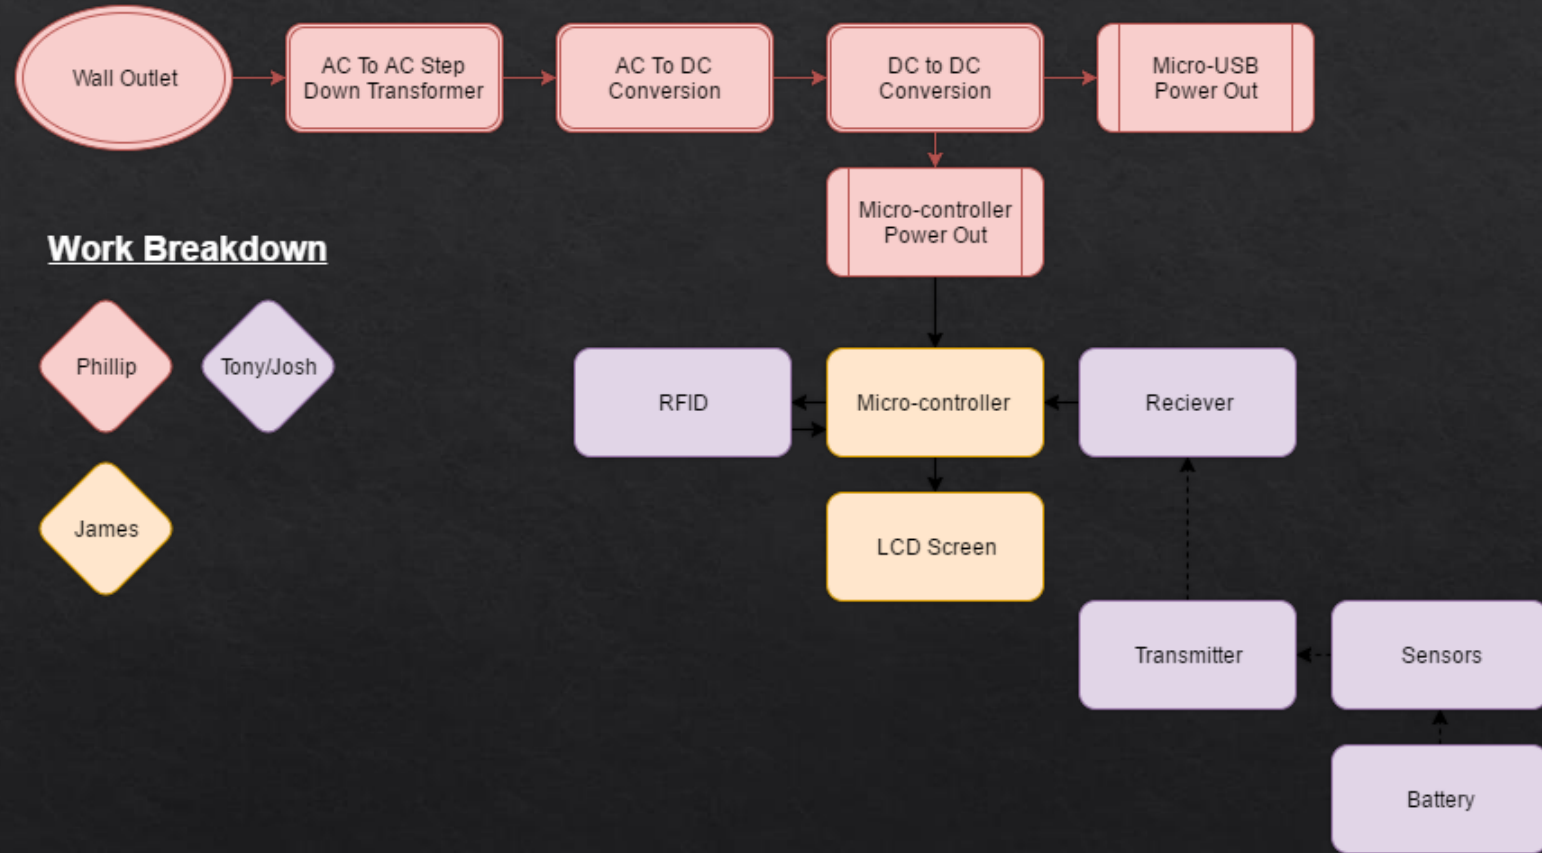 Wall Outlet
AC To AC Step
Down Transformer
AC To DC
Conversion
DC to DC
Conversion
Micro-USB
Power Out
Micro-controller
Power Out
Work Breakdown
Phillip
Tony/Josh
James
RFID
Micro-controller
Reciever
LCD Screen
Transmitter
Sensors
Battery